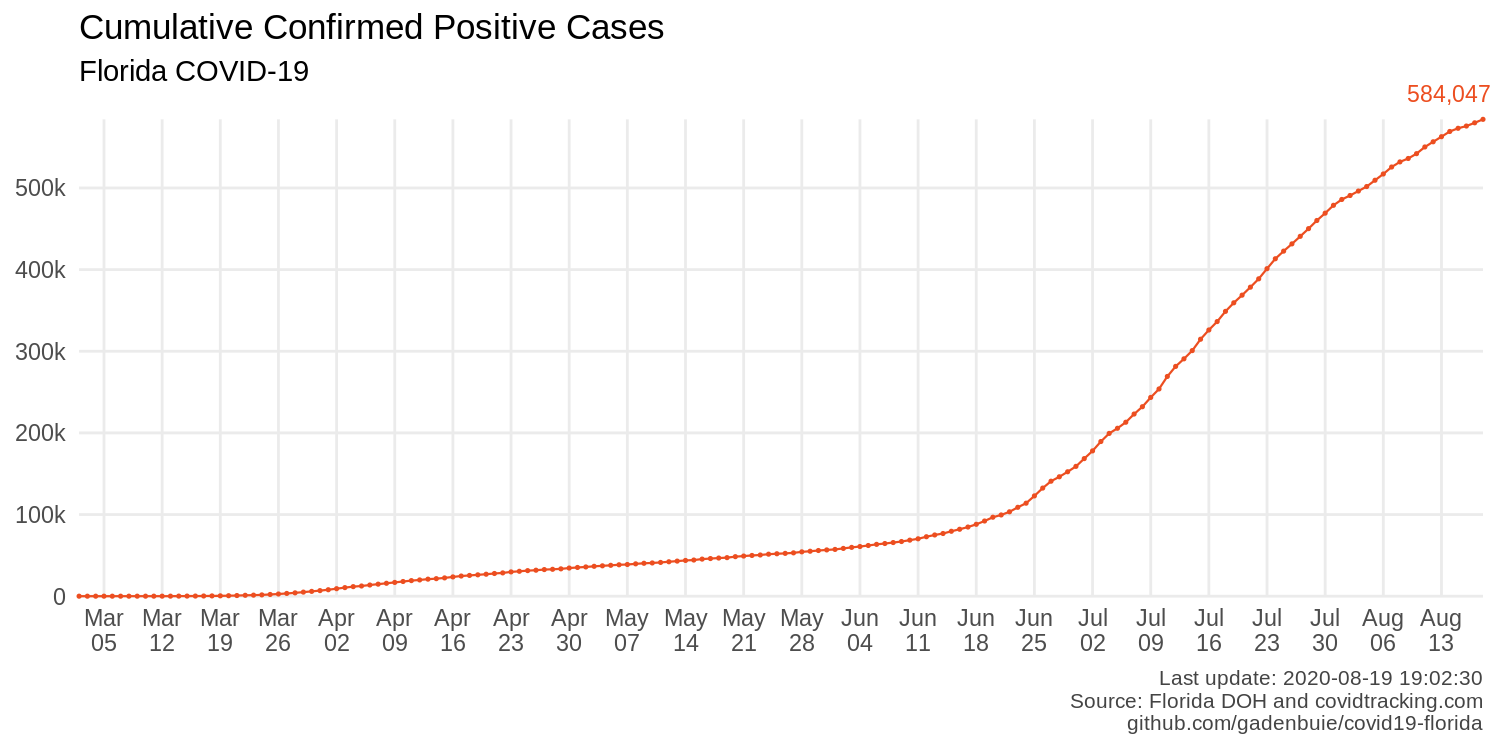 Cumulative Confirmed Positive Cases
Florida COVID-19
584,047
500k
400k
300k
200k
100k
0
Mar Mar Mar Mar Apr Apr Apr Apr Apr May May May May Jun Jun Jun Jun Jul Jul Jul Jul Jul Aug Aug
05 12 19 26 02 09 16 23 30 07 14 21 28 04 11 18 25 02 09 16 23 30 06 13
Last update: 2020-08-19 19:02:30
Source: Florida DOH and covidtracking.com
github.com/gadenbuie/covid19-florida